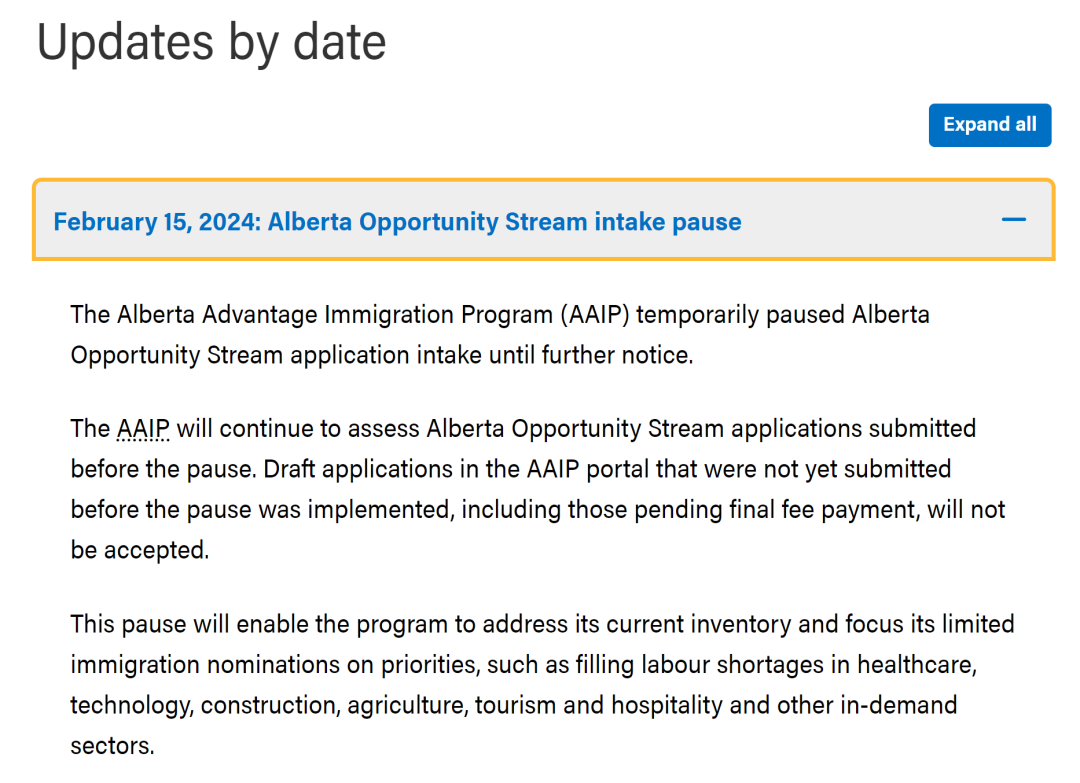 Updates by date
Expand all
February 15, 2024: Alberta Opportunity Stream intake pause
The Alberta Advantage Immigration Program (AAIP) temporarily paused Alberta
Opportunity Stream application intake until further notice.
The AAIP will continue to assess Alberta Opportunity Stream applications submitted
before the pause. Draft applications in the AAIP portal that were not yet submitted
before the pause was implemented, including those pending final fee payment, will not
be accepted.
This pause will enable the program to address its current inventory and focus its limited
immigration nominations on priorities, such as filling labour shortages in healthcare,
technology, construction, agriculture, tourism and hospitality and other in-demand
sectors.